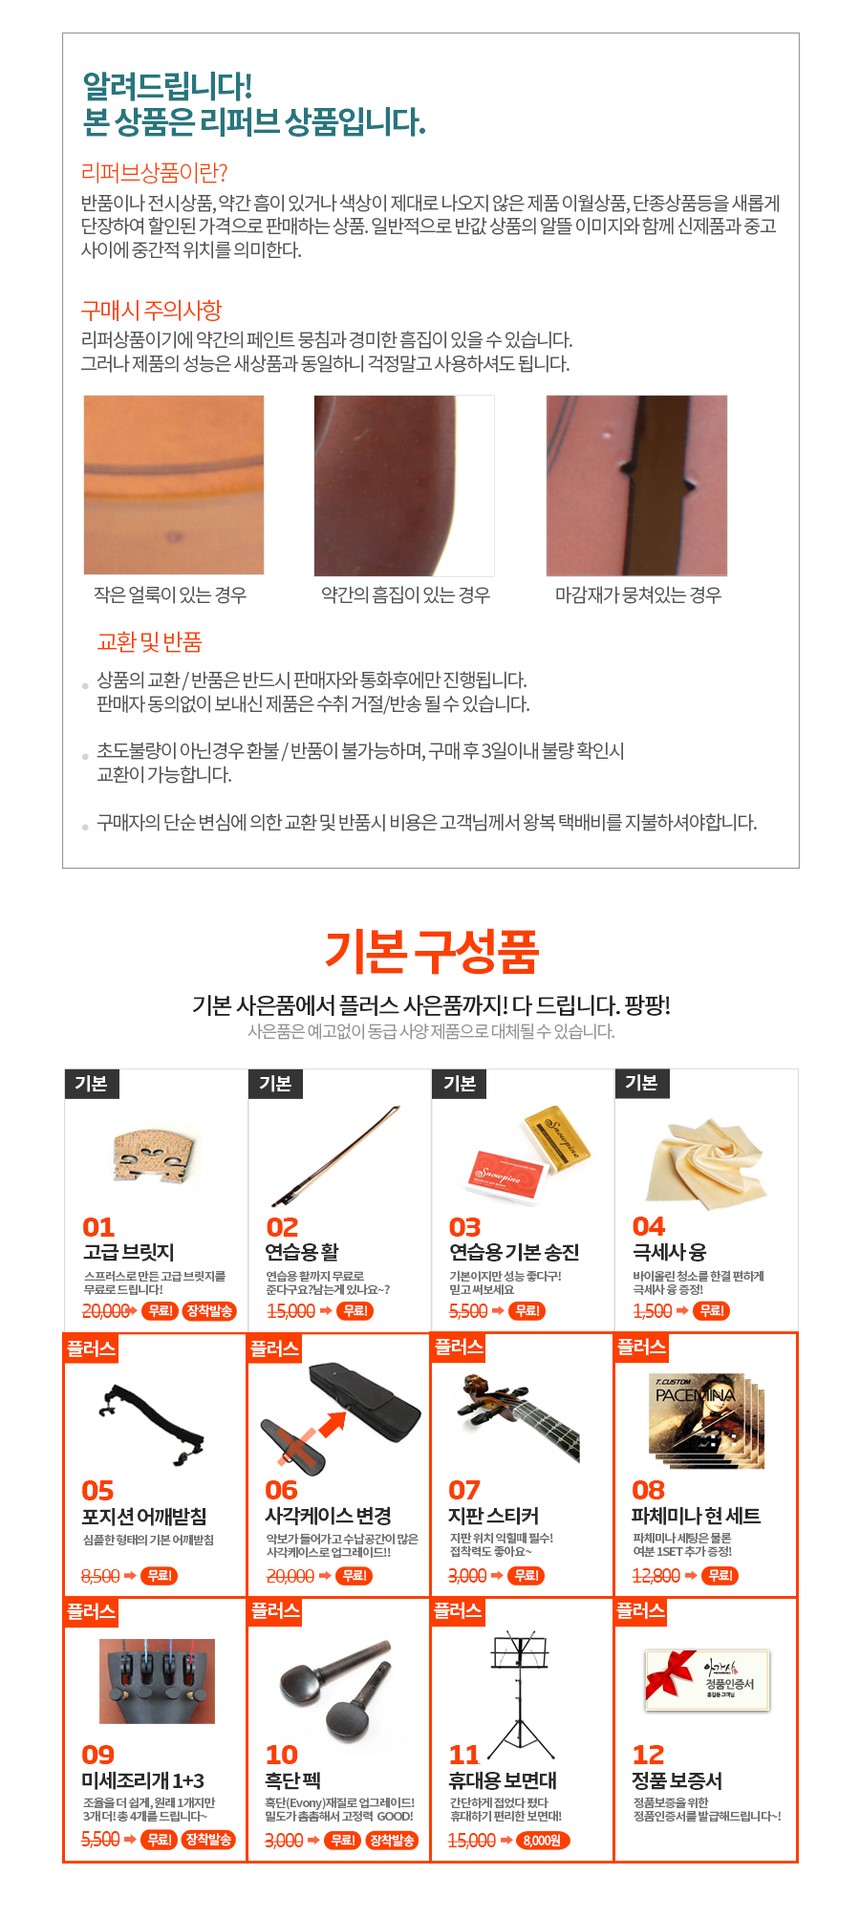 알려드립니다!
본 상품은 리퍼브 상품입니다.
리퍼브상품이란?
반품이나 전시상품, 약간 흠이 있거나 색상이 제대로 나오지 않은 제품 이월상품, 단종상품등을 새롭게
단장하여 할인된 가격으로 판매하는 상품. 일반적으로 반값 상품의 알뜰 이미지와 함께 신제품과 중고
사이에 중간적 위치를 의미한다.
구매시 주의사항
리퍼상품이기에 약간의 페인트 뭉침과 경미한 흠집이 있을 수 있습니다.
그러나 제품의 성능은 새상품과 동일하니 걱정말고 사용하셔도 됩니다.
작은 얼룩이 있는 경우
약간의 흠집이 있는 경우
마감재가 뭉쳐있는 경우
교환 및 반품
상품의 교환 / 반품은 반드시 판매자와 통화후에만 진행됩니다.
판매자 동의없이 보내신 제품은 수취 거절/반송 될 수 있습니다.
초도불량이 아닌경우 환불 / 반품이 불가능하며, 구매 후 3일이내 불량 확인시
교환이 가능합니다.
구매자의 단순 변심에 의한 교환 및 반품시 비용은 고객님께서 왕복 택배비를 지불하셔야합니다.
기본 구성품
기본 사은품에서 플러스 사은품까지! 다 드립니다. 팡팡!
사은품은 예고없이 동급 사양 제품으로 대체될 수 있습니다.
기본
01
고급 브릿지
스프러스로 만든 고급 브릿지를
무료로 드립니다!
20,000 무료! 장착발송
기본
02
연습용 활
연습용 활까지 무료로
준다구요?남는게 있나요~?
15,000 무료!
기본
Snowpine
Snowpine
03
연습용 기본 송진
기본이지만 성능 좋다구!
믿고 써보세요
5,500 무료!
기본
04
극세사 융
바이올린 청소를 한결 편하게
극세사 융 증정!
1,500 무료!
플러스
05
포지션 어깨받침
심플한 형태의 기본 어깨받침
8,500 무료!
플러스
06
사각케이스 변경
악보가 들어가고 수납공간이 많은
사각케이스로 업그레이드!!
20,000 무료!
플러스
07
지판 스티커
지판 위치 익힐때 필수!
접착력도 좋아요~
3,000 무료!
플러스
T.CUSTOM
PACEMINA
08
파체미나 현 세트
파체미나 세팅은 물론
여분 1SET 추가 증정!
12,800 무료!
플러스
09
미세조리개 1+3
조율을 더 쉽게, 원래 1개지만
3개 더! 총 4개를 드립니다~
5,500 무료! 장착발송
플러스
10
흑단 펙
흑단(Evony)재질로 업그레이드!
밀도가 촘촘해서 고정력 GOOD!
3,000 무료! 장착발송
플러스
11
휴대용 보면대
간단하게 접었다 폈다
휴대하기 편리한 보면대!
15,000 8,000원
플러스
정품인증서
12
정품 보증서
정품보증을 위한
정품인증서를 발급해드립니다~!